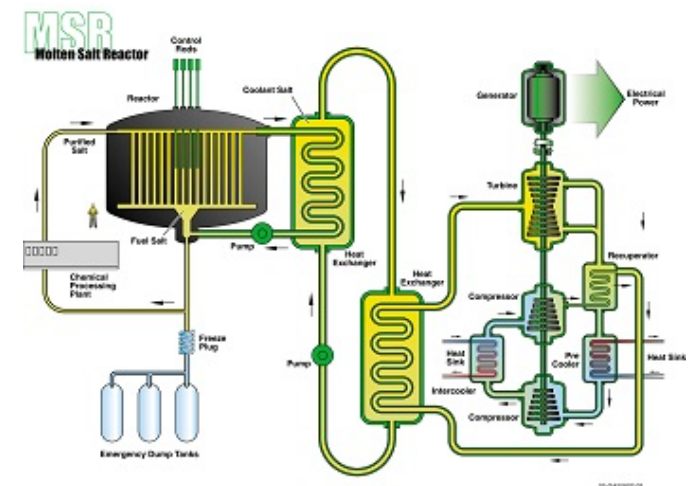 MSR
Molten Salt Reactor
Control
Rods
Reactor
Coolant Salt
Purified
Salt
Fuel Salt
Pump
Heat
Exchanger
Chemical
Processing
Plant
Freeze
Plug
Emergency Dump Tanks
Pump
Heat
Exchanger
Generator
Electrical
Power
Turbine
Recuperator
Compressor
Heat
Sink
Intercooler
Pre
Cooler
Heat Sink
Compressor